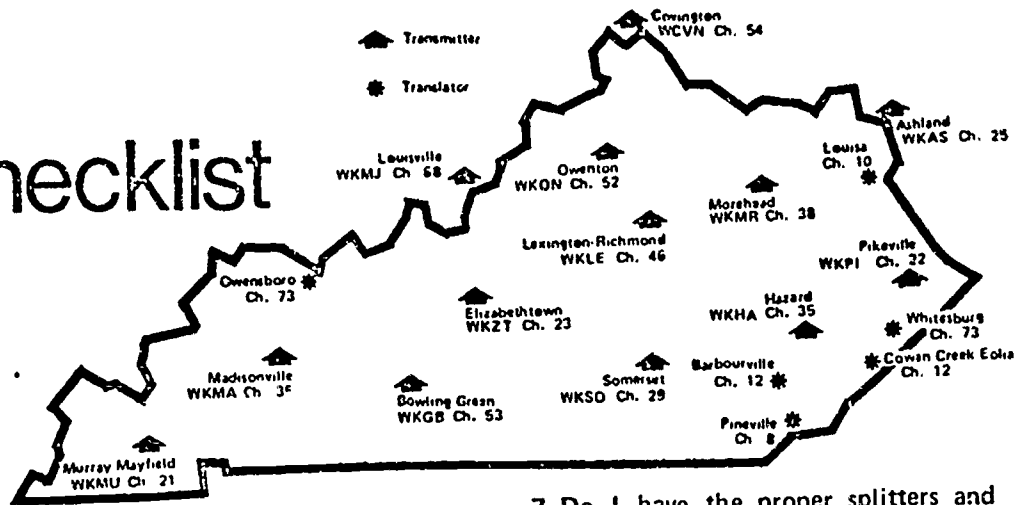 Covington
WCVN Ch. 54
Transmitter
Translator
Ashland
WKAS Ch. 25
hecklist
Louisville
WKMJ Ch 68
Owenton
WKON Ch. 52
Louisa
Ch. 10
Morehead
WKMR Ch. 38
Lexington-Richmond
WKLE Ch. 46
Pikeville
WKPI Ch. 22
Owensboro
Ch. 73
Elizabethtown
WKZT Ch. 23
Hazard
WKHA Ch. 35
Whitesburg
Ch. 73
Madisonville
WKMA Ch. 35
Bowling Green
WKGB Ch. 53
Somerset
WKSO Ch. 29
Barbourville
Ch. 12
Cowan Creek Eolia
Ch. 12
Pineville
Ch 8
Murray Mayfield
WKMU Ch 21
7 Do I have the proper splitters and